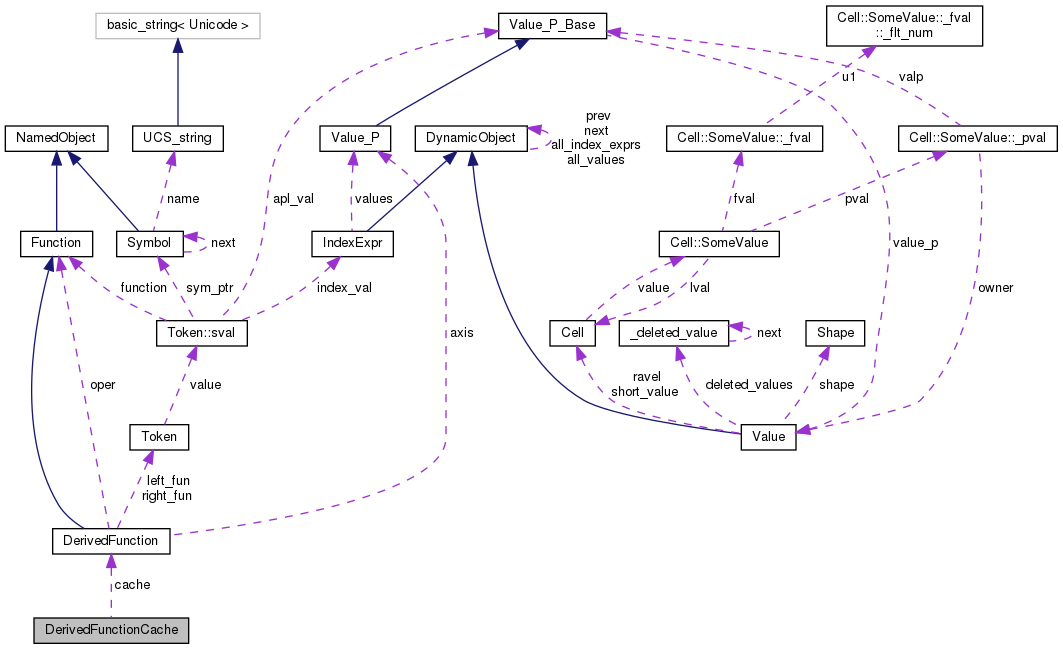 basic_string< Unicode >
Value_P_Base
Cell::SomeValue::_fval
::_flt_num
u1
valp
NamedObject
UCS_string
Value_P
DynamicObject
prev
next
all_index_exprs
all_values
Cell::SomeValue::_fval
Cell::SomeValue::_pval
name
apl_val
values
fval
pval
Function
Symbol
next
IndexExpr
Cell::SomeValue
value_p
function
sym_ptr
index_val
value
lval
owner
Token::sval
axis
Cell
_deleted_value
next
Shape
oper
value
ravel
short_value
deleted_values
shape
Token
Value
left_fun
right_fun
DerivedFunction
cache
DerivedFunctionCache